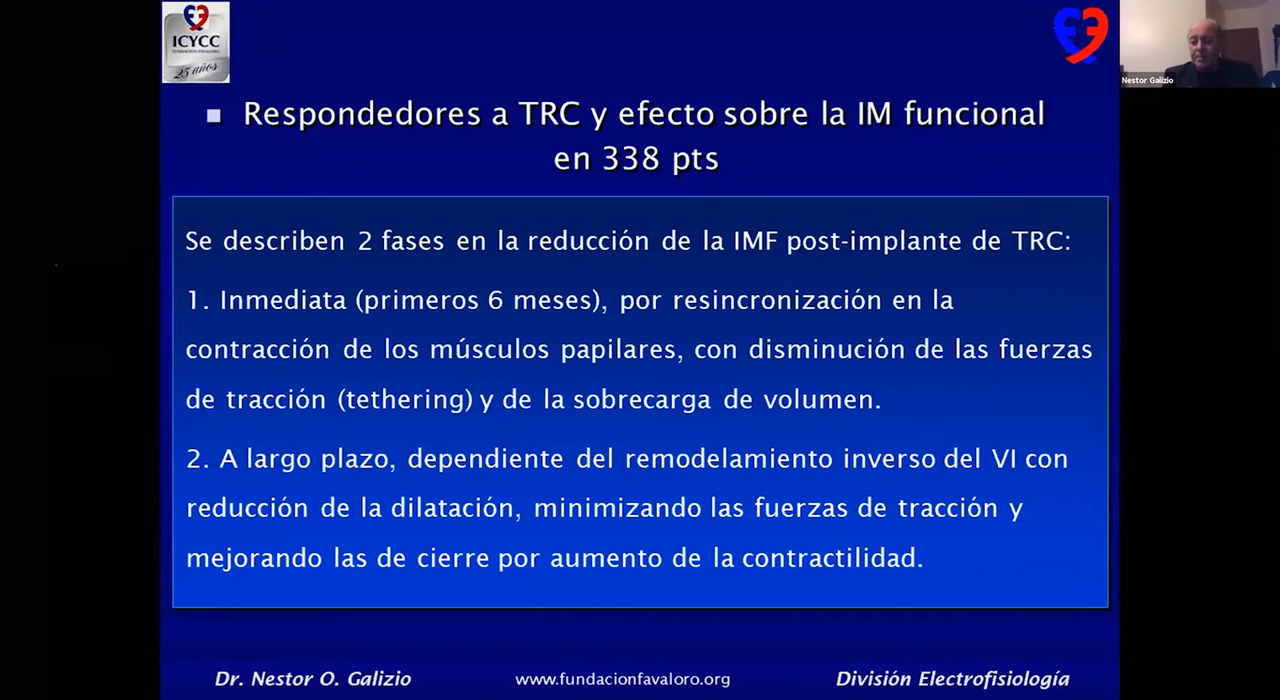 ICYCC
FUNDACIÓN FAVALORO
25 años
Nestor Galizio
Respondedores a TRC y efecto sobre la IM funcional
en 338 pts
Se describen 2 fases en la reducción de la IMF post-implante de TRC:
1. Inmediata (primeros 6 meses), por resincronización en la
contracción de los músculos papilares, con disminución de las fuerzas
de tracción (tethering) y de la sobrecarga de volumen.
2. A largo plazo, dependiente del remodelamiento inverso del VI con
reducción de la dilatación, minimizando las fuerzas de tracción y
mejorando las de cierre por aumento de la contractilidad.
Dr. Nestor O. Galizio
www.fundacionfavaloro.org
División Electrofisiología